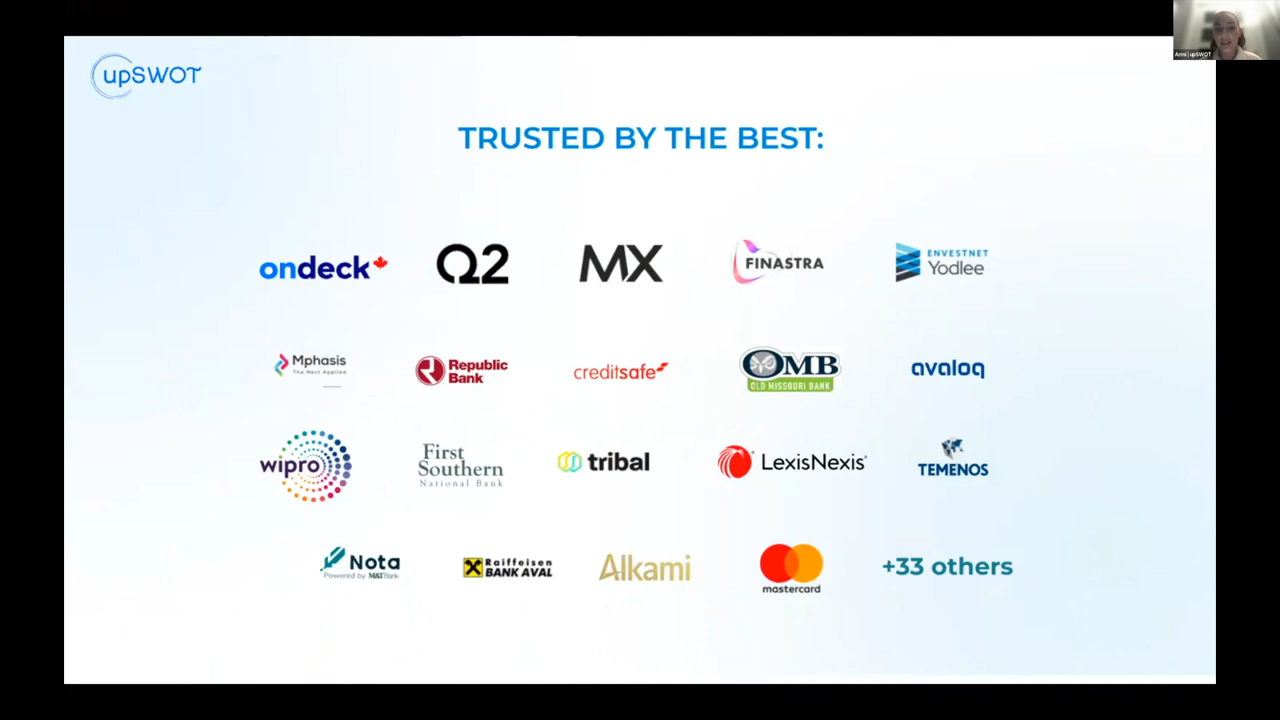 upSWOT
Anni | upSWOT
TRUSTED BY THE BEST:
ondeck
Q2
MX
FINASTRA
ENVESTNET
Yodlee
Mphasis
The Next Applied
Republic
Bank
creditsafe
OMB
OLD MISSOURI BANK
avaloq
wipro
First
Southern
National Bank
tribal
LexisNexis®
TEMENOS
Nota
Powered by M&T Bank
Raiffeisen
BANK AVAL
Alkami
mastercard
+33 others